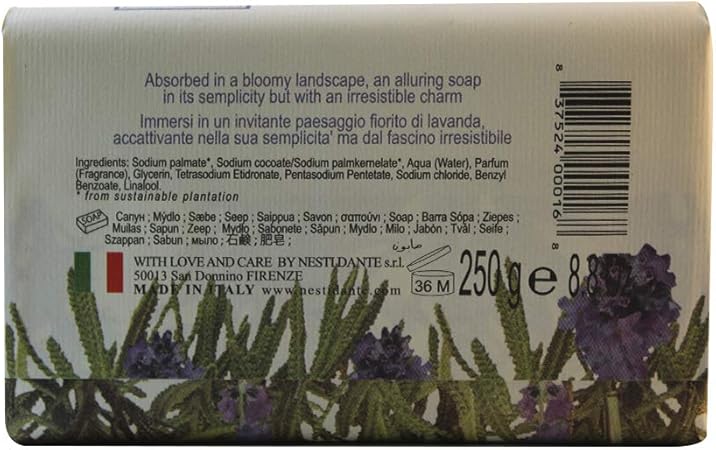 Absorbed in a bloomy landscape, an alluring soap
in its semplicity but with an irresistible charm
Immersi in un invitante paesaggio fiorito di lavanda,
accattivante nella sua semplicita' ma dal fascino irresistibile
Ingredients: Sodium palmate*, Sodium cocoate/Sodium palmkernelate*, Aqua (Water), Parfum
(Fragrance), Glycerin, Tetrasodium Etidronate, Pentasodium Pentetate, Sodium chloride, Benzyl
Benzoate, Linalool.
* from sustainable plantation
SOAP
Сапун ; Mýdlo ; Sæbe ; Seep ; Saippua ; Savon ; σαπούνι ; Soap ; Barra Sópa ; Ziepes ;
Muilas ; Sapun ; Zeep ; Mydło ; Sabonete ; Săpun ; Mydlo ; Milo ; Jabón ; Tvål ; Seife ;
Szappan ; Sabun ; мыло ; 石鹸 ; 肥皂 ; صابون
WITH LOVE AND CARE BY NESTI DANTE s.r.l.
50013 San Donnino FIRENZE
MADE IN ITALY www.nestidante.com
36 M
250 g e 8.8
8 37524 00016 8